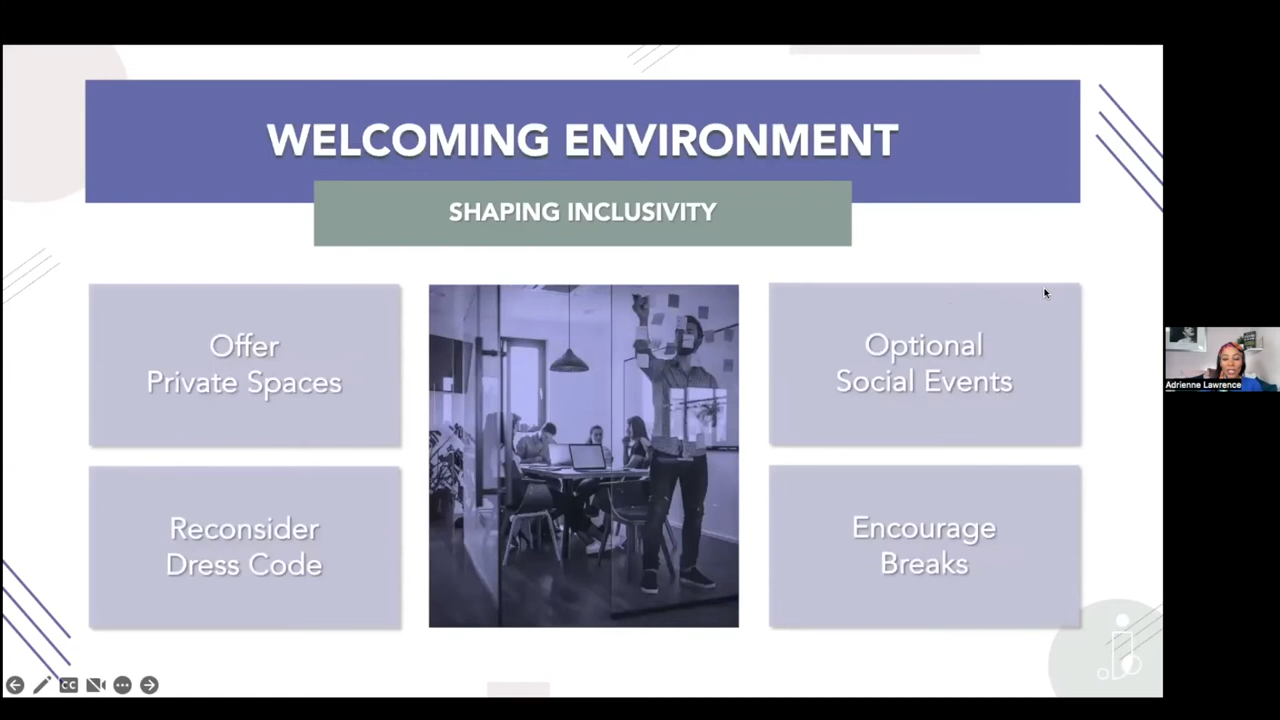 WELCOMING ENVIRONMENT
SHAPING INCLUSIVITY
Offer
Private Spaces
Optional
Social Events
Reconsider
Dress Code
Encourage
Breaks
Adrienne Lawrence
CC